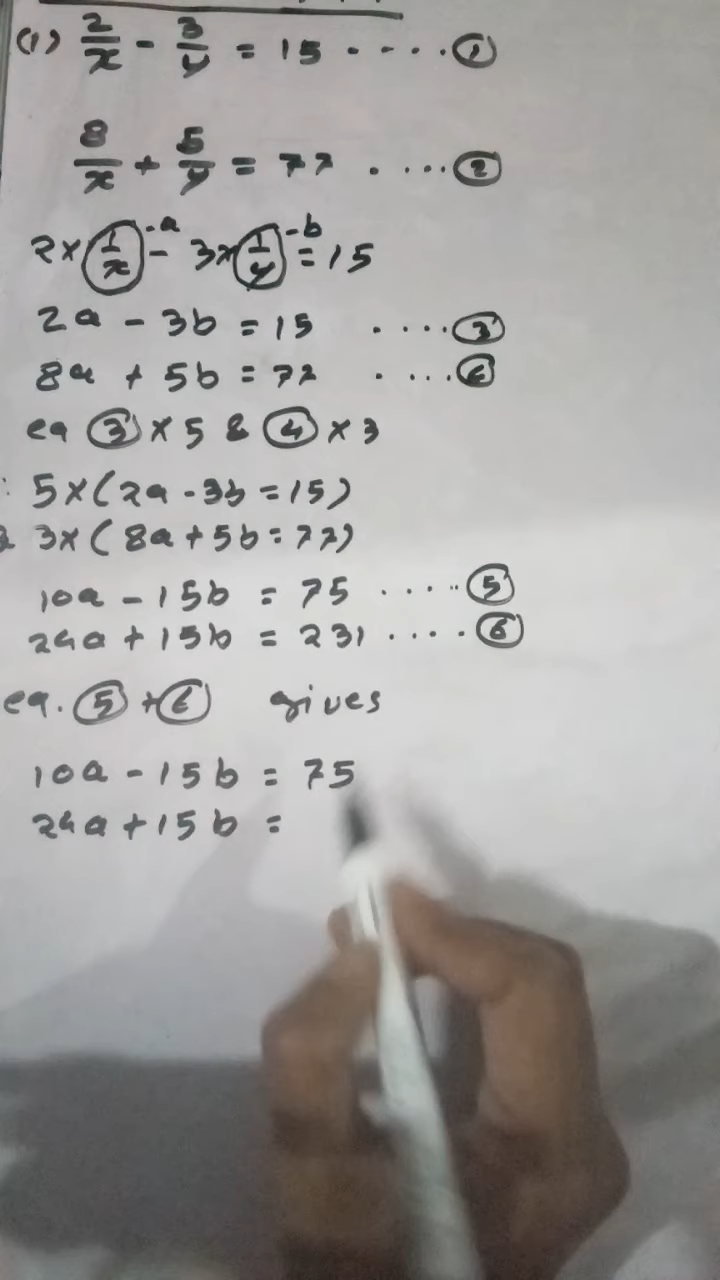 (1) 2/x - 3/y = 15 ..... ①
8/x + 5/y = 77 ..... ②
2 × (1/x)-a - 3 × (1/y)-b = 15
2a - 3b = 15 ..... ③
8a + 5b = 77 .....
eq ③ × 5 & ④ × 3
: 5 × (2a - 3b = 15)
3 × (8a + 5b = 77)
10a - 15b = 75 ..... ⑤
24a + 15b = 231 ..... ⑥
eq. ⑤ + ⑥ gives
10a - 15b = 75
24a + 15b =